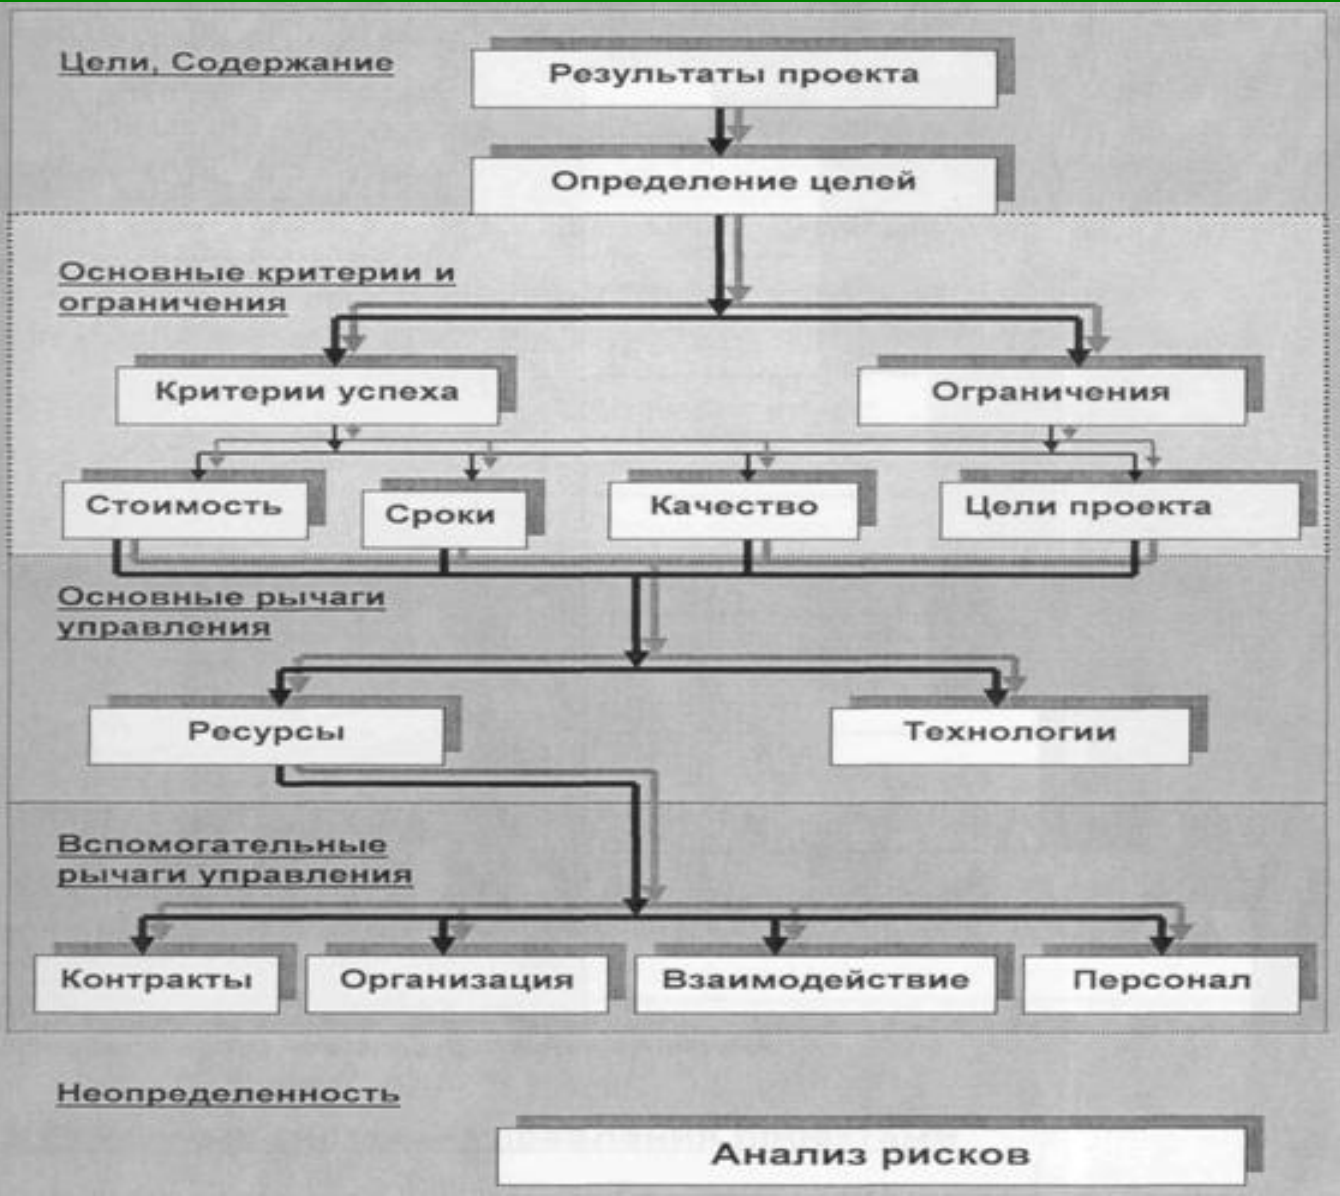 Цели, Содержание
Результаты проекта
Определение целей
Основные критерии и
ограничения
Критерии успеха
Ограничения
Стоимость
Сроки
Качество
Цели проекта
Основные рычаги
управления
Ресурсы
Технологии
Вспомогательные
рычаги управления
Контракты
Организация
Взаимодействие
Персонал
Неопределенность
Анализ рисков